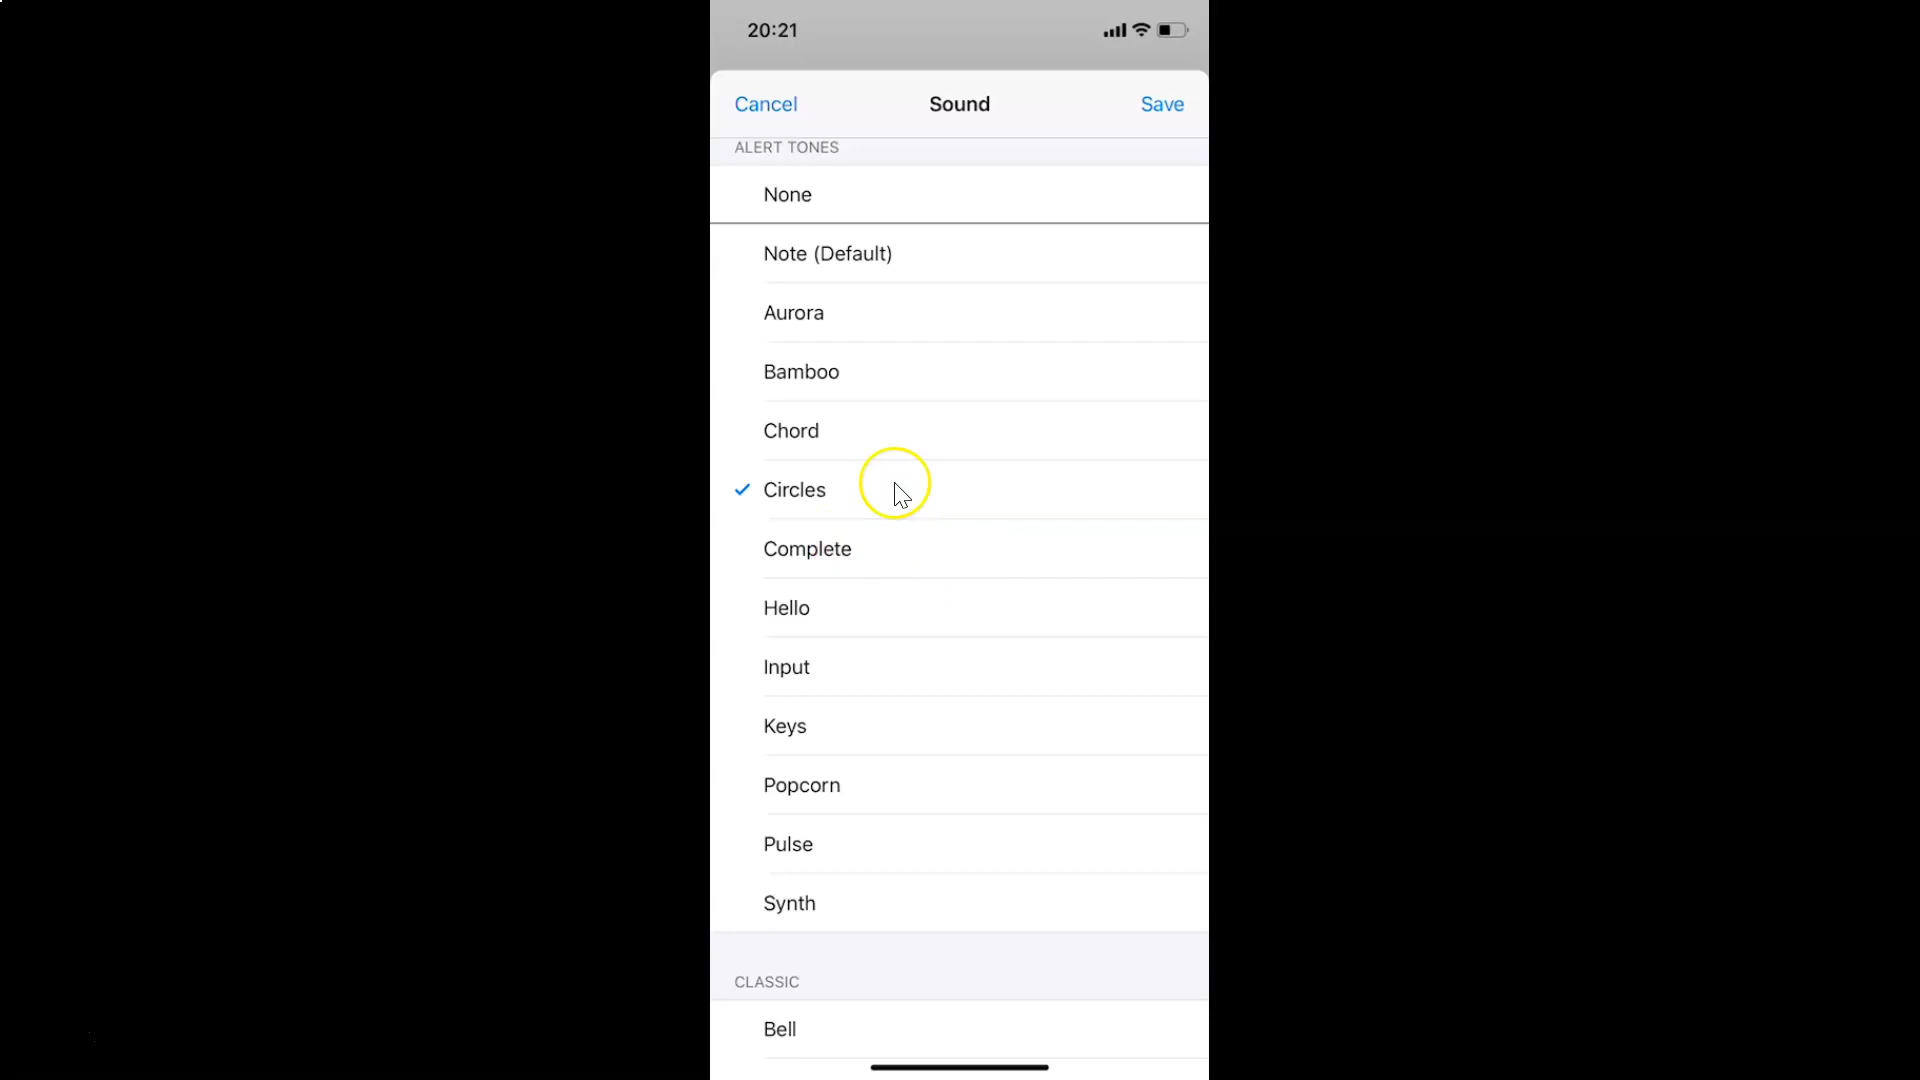 20:21
Cancel Sound Save
ALERT TONES
None
Note (Default)
Aurora
Bamboo
Chord
Circles
Complete
Hello
Input
Keys
Popcorn
Pulse
Synth
CLASSIC
Bell